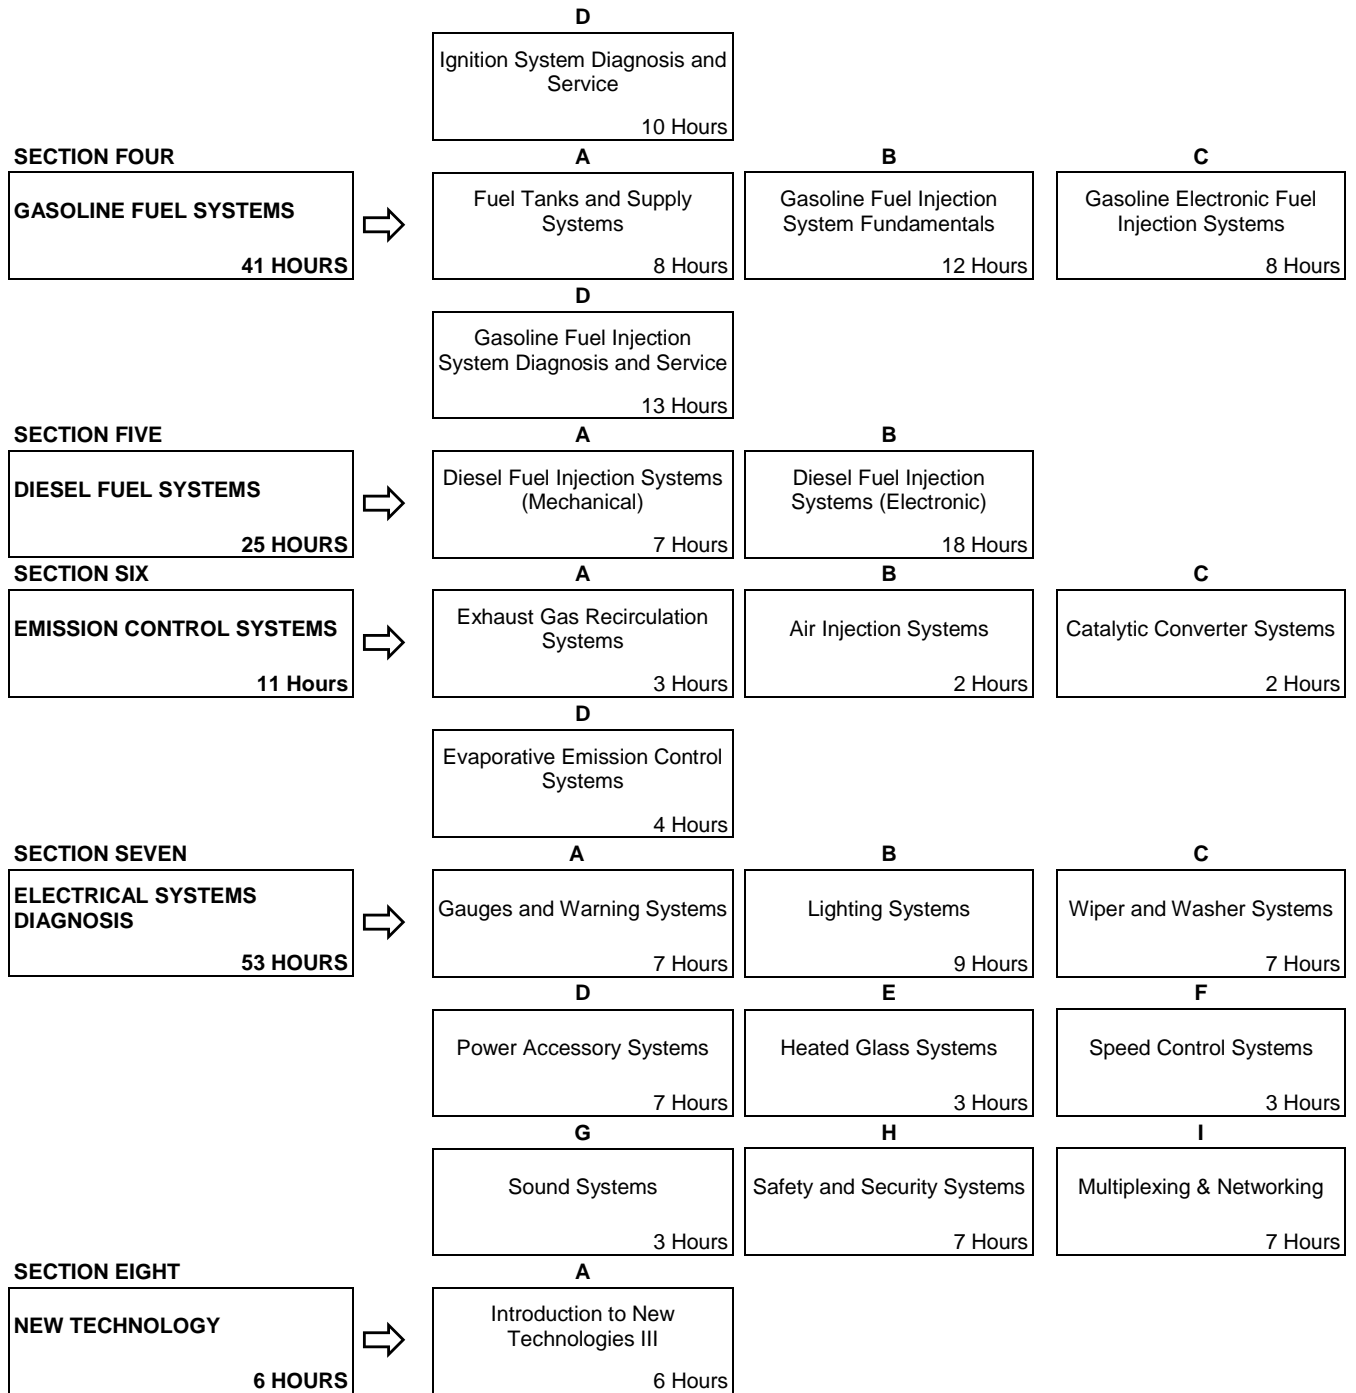 D
Ignition System Diagnosis and
Service
10 Hours
SECTION FOUR
GASOLINE FUEL SYSTEMS
41 HOURS
A
Fuel Tanks and Supply
Systems
8 Hours
B
Gasoline Fuel Injection
System Fundamentals
12 Hours
C
Gasoline Electronic Fuel
Injection Systems
8 Hours
D
Gasoline Fuel Injection
System Diagnosis and Service
13 Hours
SECTION FIVE
DIESEL FUEL SYSTEMS
25 HOURS
A
Diesel Fuel Injection Systems
(Mechanical)
7 Hours
B
Diesel Fuel Injection
Systems (Electronic)
18 Hours
SECTION SIX
EMISSION CONTROL SYSTEMS
11 Hours
A
Exhaust Gas Recirculation
Systems
3 Hours
B
Air Injection Systems
2 Hours
C
Catalytic Converter Systems
2 Hours
D
Evaporative Emission Control
Systems
4 Hours
SECTION SEVEN
ELECTRICAL SYSTEMS
DIAGNOSIS
53 HOURS
A
Gauges and Warning Systems
7 Hours
B
Lighting Systems
9 Hours
C
Wiper and Washer Systems
7 Hours
D
Power Accessory Systems
7 Hours
E
Heated Glass Systems
3 Hours
F
Speed Control Systems
3 Hours
G
Sound Systems
3 Hours
H
Safety and Security Systems
7 Hours
I
Multiplexing & Networking
7 Hours
SECTION EIGHT
NEW TECHNOLOGY
6 HOURS
A
Introduction to New
Technologies III
6 Hours